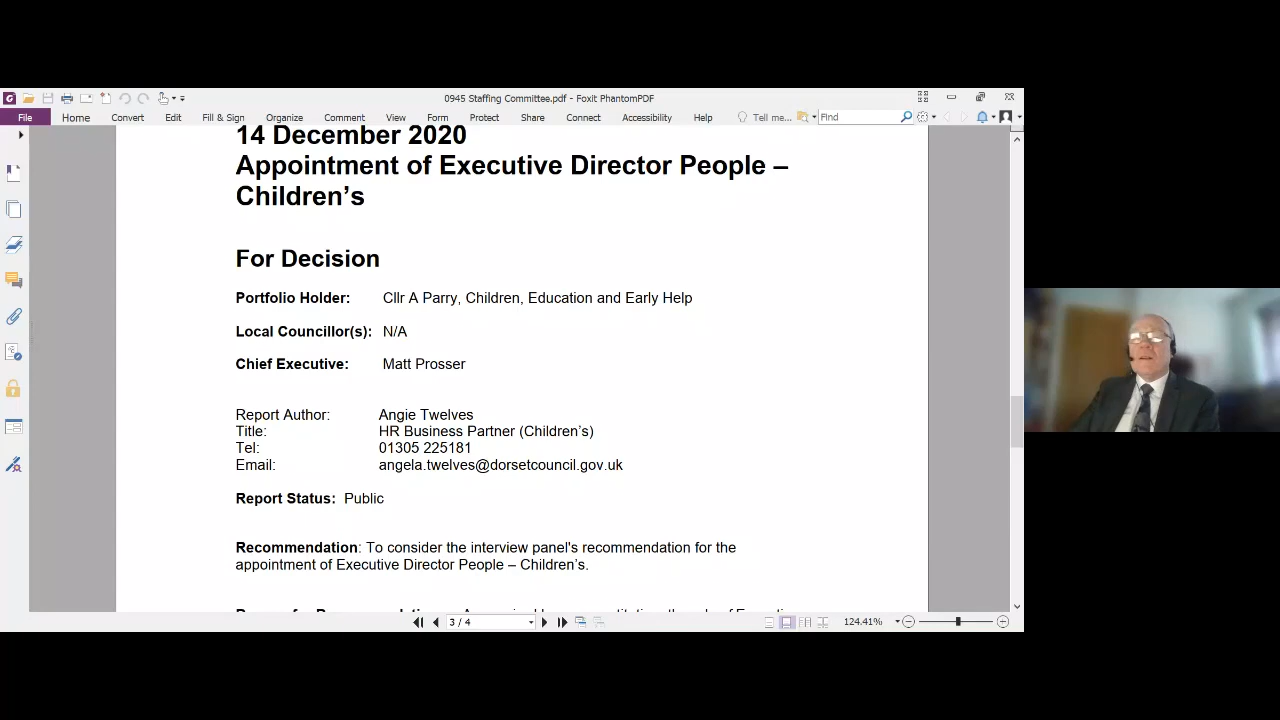 0945 Staffing Committee.pdf - Foxit PhantomPDF
File Home Convert Edit Fill & Sign Organize Comment View Form Protect Share Connect Accessibility Help Tell me... Find
14 December 2020
Appointment of Executive Director People –
Children's
For Decision
Portfolio Holder: Cllr A Parry, Children, Education and Early Help
Local Councillor(s): N/A
Chief Executive: Matt Prosser
Report Author: Angie Twelves
Title: HR Business Partner (Children's)
Tel: 01305 225181
Email: angela.twelves@dorsetcouncil.gov.uk
Report Status: Public
Recommendation: To consider the interview panel's recommendation for the
appointment of Executive Director People – Children's.
3 / 4 124.41%